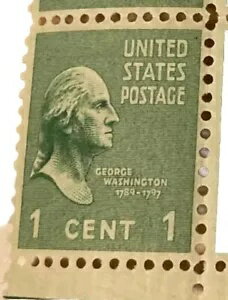 UNITED
STATES
POSTAGE
GEORGE
WASHINGTON
1789-1797
1 CENT 1